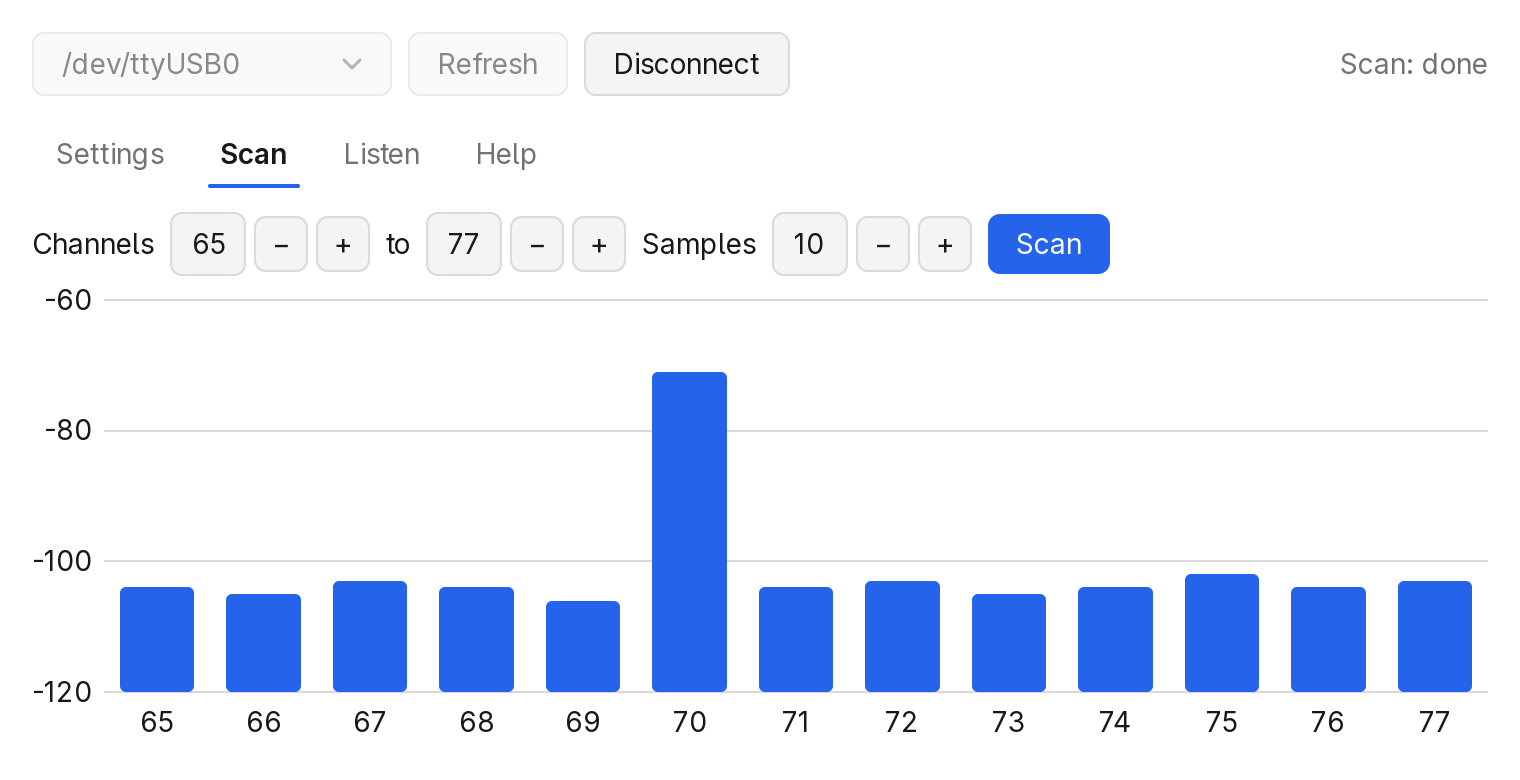 /dev/ttyUSB0 Refresh Disconnect Scan: done
Settings Scan Listen Help
Channels 65 − + to 77 − + Samples 10 − + Scan
-60
-80
-100
-120
65 66 67 68 69 70 71 72 73 74 75 76 77